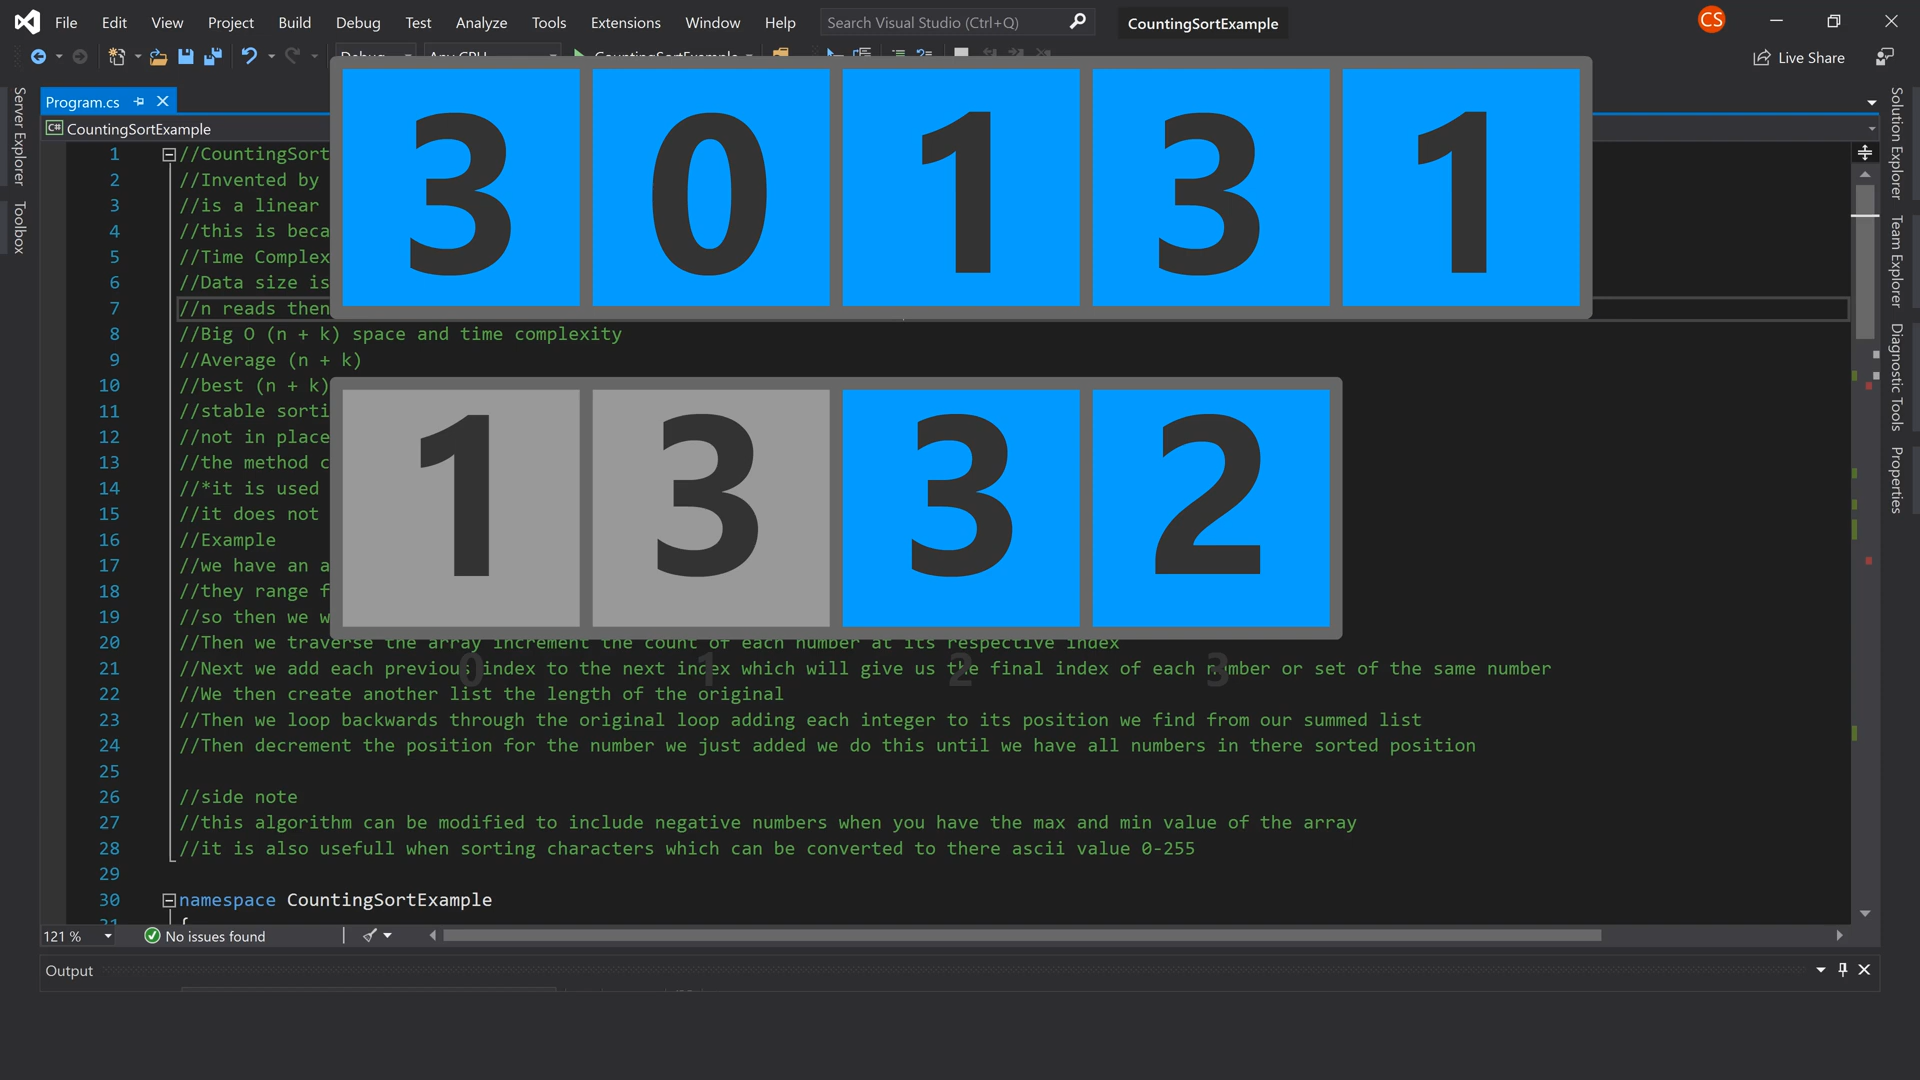 File Edit View Project Build Debug Test Analyze Tools Extensions Window Help Search Visual Studio (Ctrl+Q) CountingSortExample CS
Live Share
Program.cs
C# CountingSortExample
3 0 1 3 1
1 3 3 2
0 1 2 3
1 //CountingSort
2 //Invented by
3 //is a linear
4 //this is beca
5 //Time Complex
6 //Data size is
7 //n reads then
8 //Big O (n + k) space and time complexity
9 //Average (n + k)
10 //best (n + k)
11 //stable sorti
12 //not in place
13 //the method c
14 //*it is used
15 //it does not
16 //Example
17 //we have an a
18 //they range f
19 //so then we w
20 //Then we traverse the array increment the count of each number at its respective index
21 //Next we add each previous index to the next index which will give us the final index of each number or set of the same number
22 //We then create another list the length of the original
23 //Then we loop backwards through the original loop adding each integer to its position we find from our summed list
24 //Then decrement the position for the number we just added we do this until we have all numbers in there sorted position
25
26 //side note
27 //this algorithm can be modified to include negative numbers when you have the max and min value of the array
28 //it is also usefull when sorting characters which can be converted to there ascii value 0-255
29
30 namespace CountingSortExample
31 {
121 % No issues found
Output
Server Explorer
Toolbox
Solution Explorer
Team Explorer
Diagnostic Tools
Properties